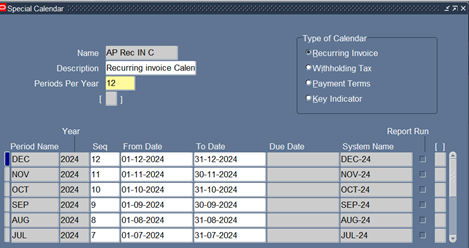 Special Calendar
Type of Calendar
Name AP Rec IN C
Recurring Invoice
Description Recurring invoice Calen
Withholding Tax
Periods Per Year 12
Payment Terms
[ ]
Key Indicator
Year Report Run
Period Name Seq From Date To Date Due Date System Name [ ]
DEC 2024 12 01-12-2024 31-12-2024 DEC-24
NOV 2024 11 01-11-2024 30-11-2024 NOV-24
OCT 2024 10 01-10-2024 31-10-2024 OCT-24
SEP 2024 9 01-09-2024 30-09-2024 SEP-24
AUG 2024 8 01-08-2024 31-08-2024 AUG-24
JUL 2024 7 01-07-2024 31-07-2024 JUL-24